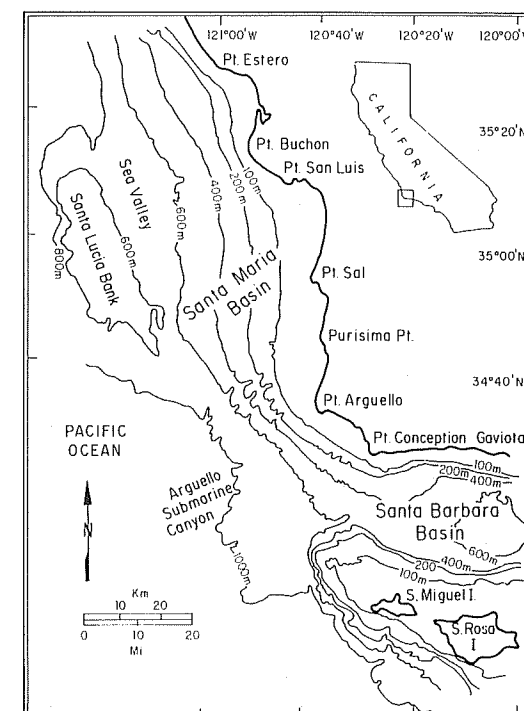 121°00'W
120°40'W
120°20'W
120°00'W
Pt. Estero
35°20'N
Pt. Buchon
CALIFORNIA
Pt. San Luis
100m
200m
400m
600m
Sea Valley
Santa Lucia Bank
800m
600m
Santa Maria
Basin
35°00'N
Pt. Sal
Purisima Pt.
34°40'N
Pt. Arguello
Pt. Conception Gaviota
PACIFIC
OCEAN
100m
200m
400m
Arguello
Submarine
Canyon
Santa Barbara
Basin
N
1000m
600m
400m
200
100m
Km
10 20
S. Miguel I.
0 10 20
Mi
S. Rosa
I.